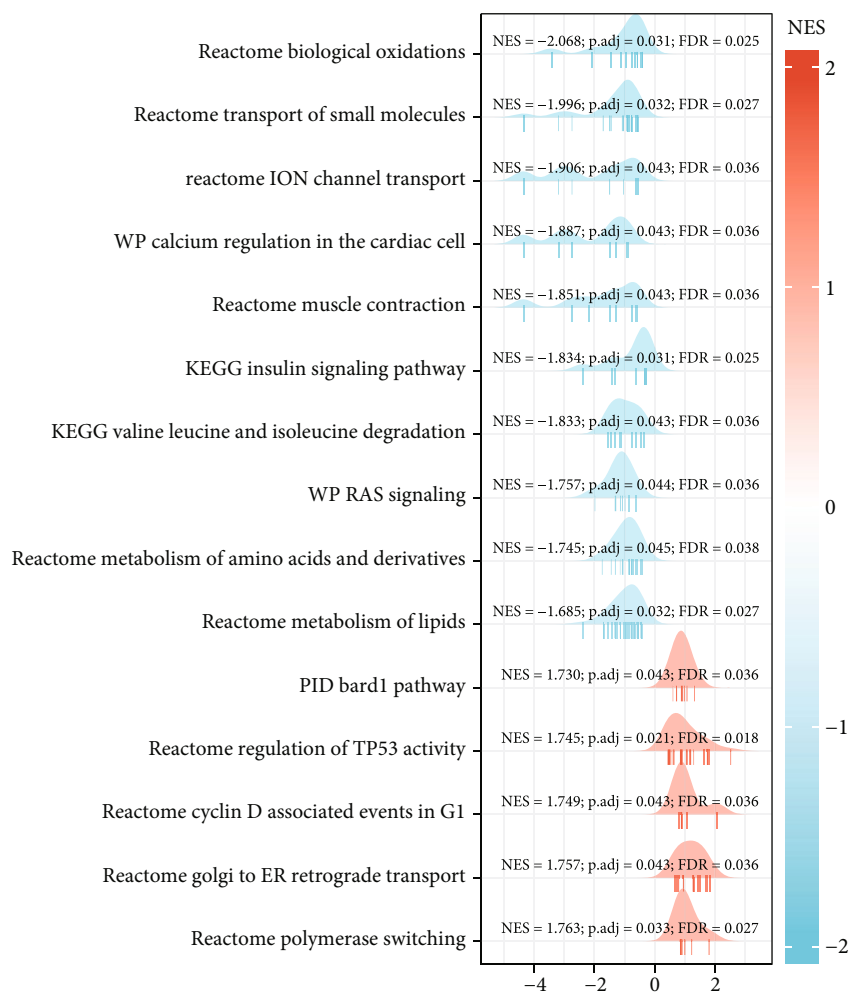 NES
Reactome biological oxidations
NES = −2.068; p.adj = 0.031; FDR = 0.025
Reactome transport of small molecules
NES = −1.996; p.adj = 0.032; FDR = 0.027
reactome ION channel transport
NES = −1.906; p.adj = 0.043; FDR = 0.036
WP calcium regulation in the cardiac cell
NES = −1.887; p.adj = 0.043; FDR = 0.036
Reactome muscle contraction
NES = −1.851; p.adj = 0.043; FDR = 0.036
KEGG insulin signaling pathway
NES = −1.834; p.adj = 0.031; FDR = 0.025
KEGG valine leucine and isoleucine degradation
NES = −1.833; p.adj = 0.043; FDR = 0.036
WP RAS signaling
NES = −1.757; p.adj = 0.044; FDR = 0.036
Reactome metabolism of amino acids and derivatives
NES = −1.745; p.adj = 0.045; FDR = 0.038
Reactome metabolism of lipids
NES = −1.685; p.adj = 0.032; FDR = 0.027
PID bard1 pathway
NES = 1.730; p.adj = 0.043; FDR = 0.036
Reactome regulation of TP53 activity
NES = 1.745; p.adj = 0.021; FDR = 0.018
Reactome cyclin D associated events in G1
NES = 1.749; p.adj = 0.043; FDR = 0.036
Reactome golgi to ER retrograde transport
NES = 1.757; p.adj = 0.043; FDR = 0.036
Reactome polymerase switching
NES = 1.763; p.adj = 0.033; FDR = 0.027
−4 −2 0 2
2
1
0
−1
−2